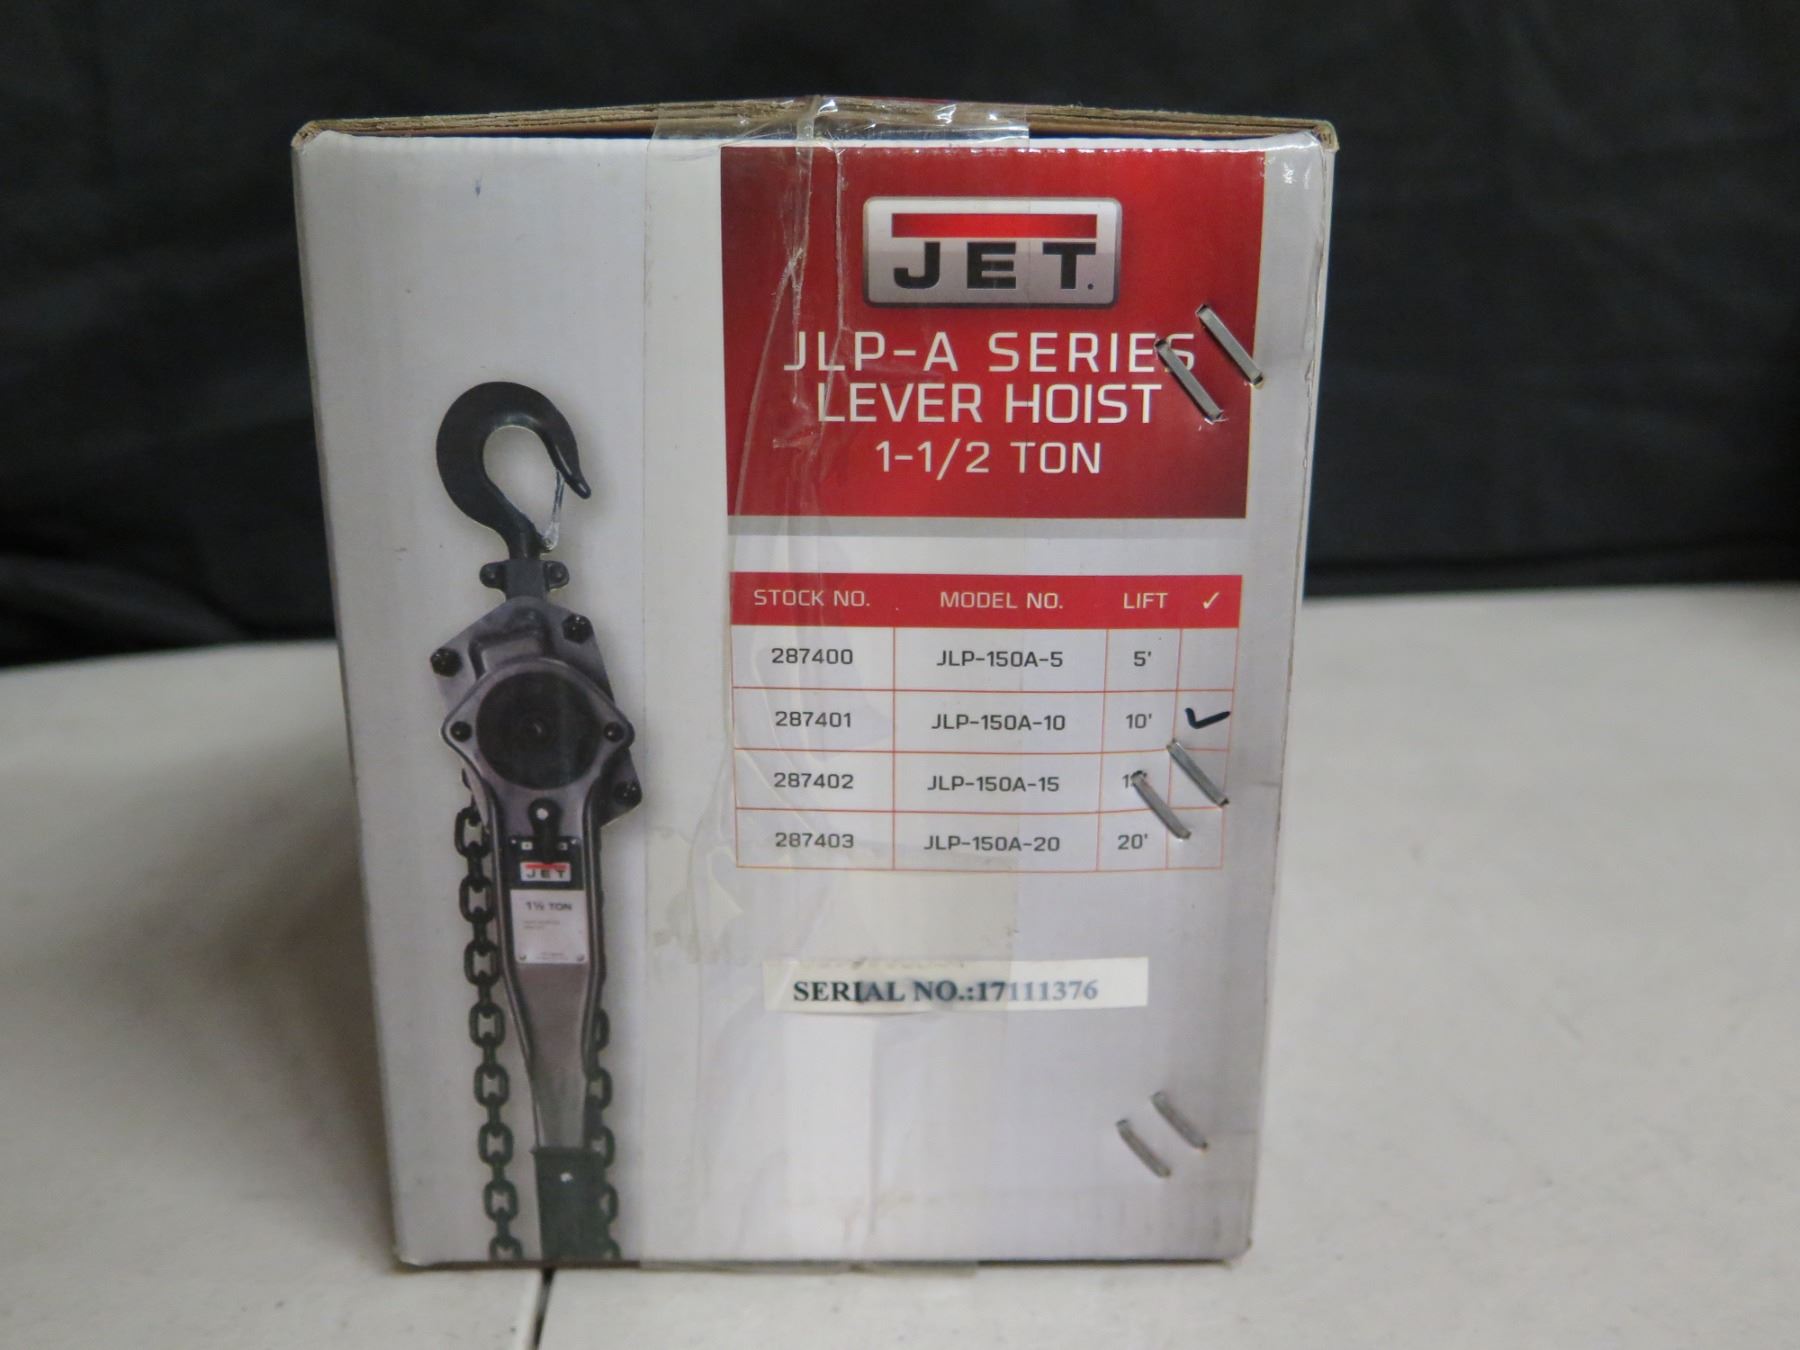 JET.
JLP-A SERIES
LEVER HOIST
1-1/2 TON
STOCK NO. MODEL NO. LIFT ✓
287400 JLP-150A-5 5'
287401 JLP-150A-10 10' ✓
287402 JLP-150A-15
287403 JLP-150A-20 20'
JET
1½ TON
SERIAL NO.:17111376